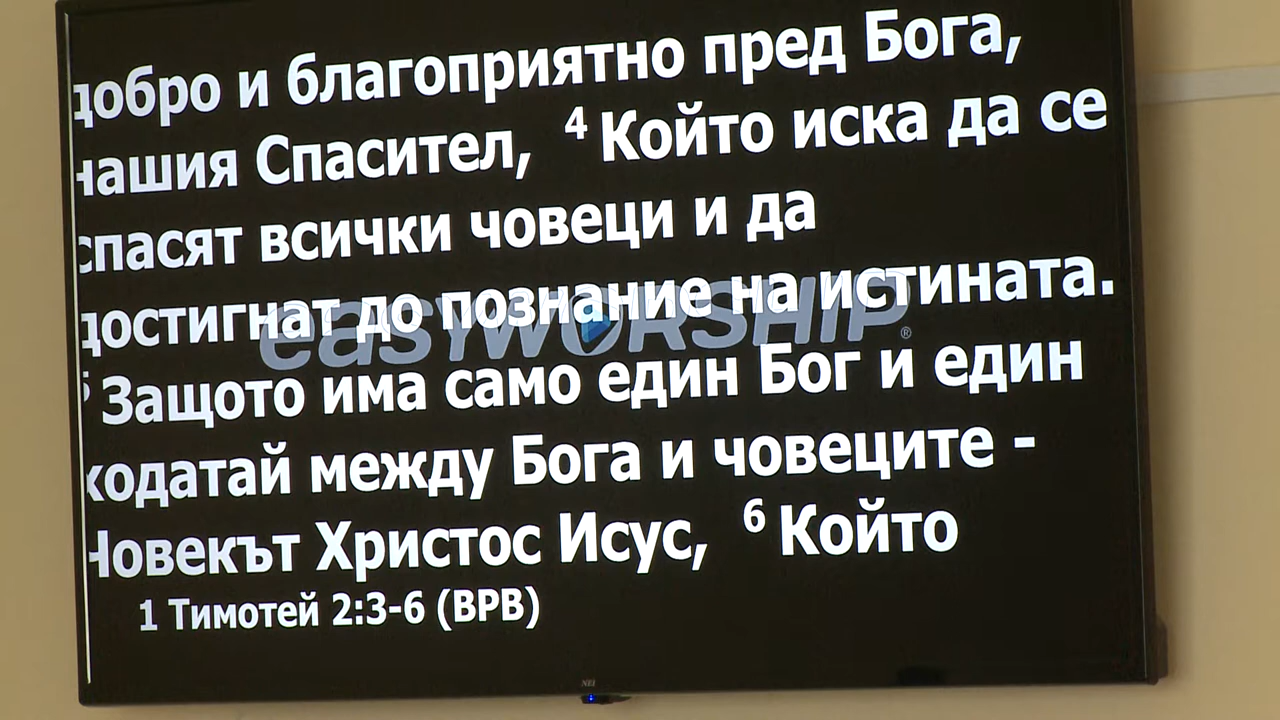 добро и благоприятно пред Бога,
нашия Спасител, 4 Който иска да се
спасят всички човеци и да
достигнат до познание на истината.
easyworship®
5 Защото има само един Бог и един
ходатай между Бога и човеците -
Човекът Христос Исус, 6 Който
1 Тимотей 2:3-6 (ВРВ)
NEI